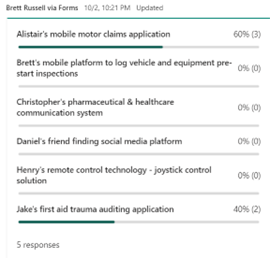 Brett Russell via Forms 10/2, 10:21 PM Updated
Alistair's mobile motor claims application 60% (3)
Brett's mobile platform to log vehicle and equipment pre-
start inspections 0% (0)
Christopher's pharmaceutical & healthcare
communication system 0% (0)
Daniel's friend finding social media platform 0% (0)
Henry's remote control technology - joystick control
solution 0% (0)
Jake's first aid trauma auditing application 40% (2)
5 responses